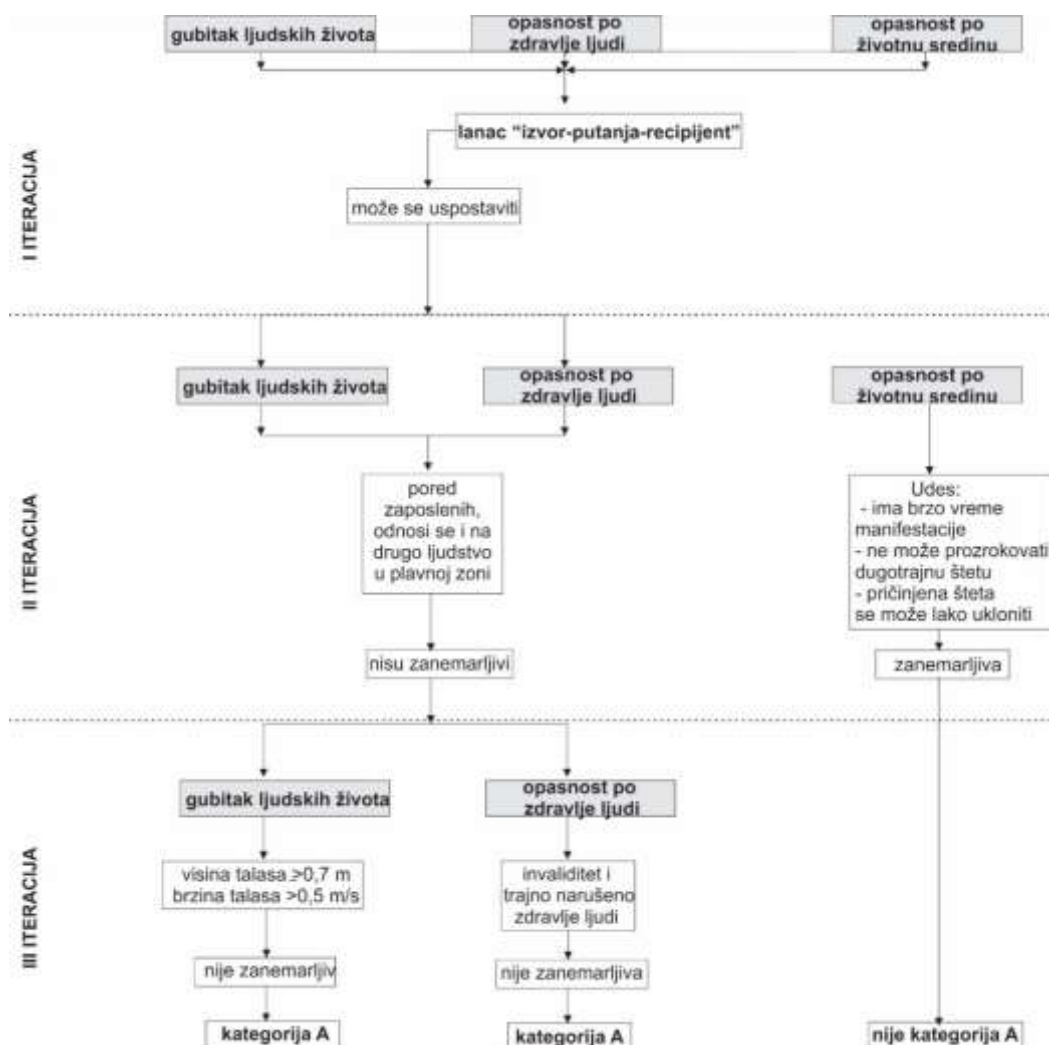 gubitak ljudskih života
opasnost po
zdravlje ljudi
opasnost po
životnu sredinu
lanac “izvor-putanja-recipijent”
može se uspostaviti
I ITERACIJA
gubitak ljudskih života
opasnost po
zdravlje ljudi
opasnost po
životnu sredinu
pored
zaposlenih,
odnosi se i na
drugo ljudstvo
u plavnoj zoni
Udes:
- ima brzo vreme
manifestacije
- ne može prozrokovati
dugotrajnu štetu
- pričinjena šteta
se može lako ukloniti
II ITERACIJA
nisu zanemarljivi
zanemarljiva
gubitak ljudskih života
opasnost po
zdravlje ljudi
visina talasa >0,7 m
brzina talasa >0,5 m/s
invaliditet i
trajno narušeno
zdravlje ljudi
III ITERACIJA
nije zanemarljiv
nije zanemarljiva
kategorija A
kategorija A
nije kategorija A